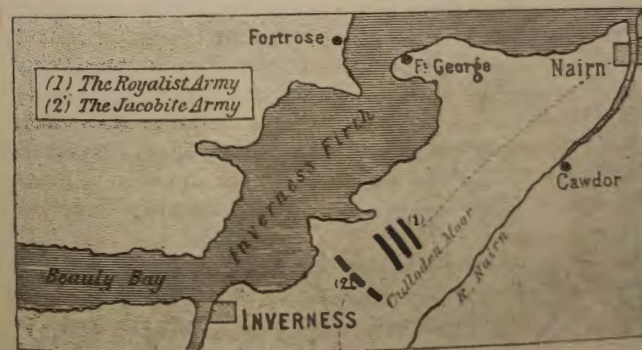 Fortrose
Ft. George
Nairn
(1) The Royalist Army
(2) The Jacobite Army
Inverness Firth
Cawdor
(1)
Culloden Moor
R. Nairn
(2)
Beauly Bay
INVERNESS